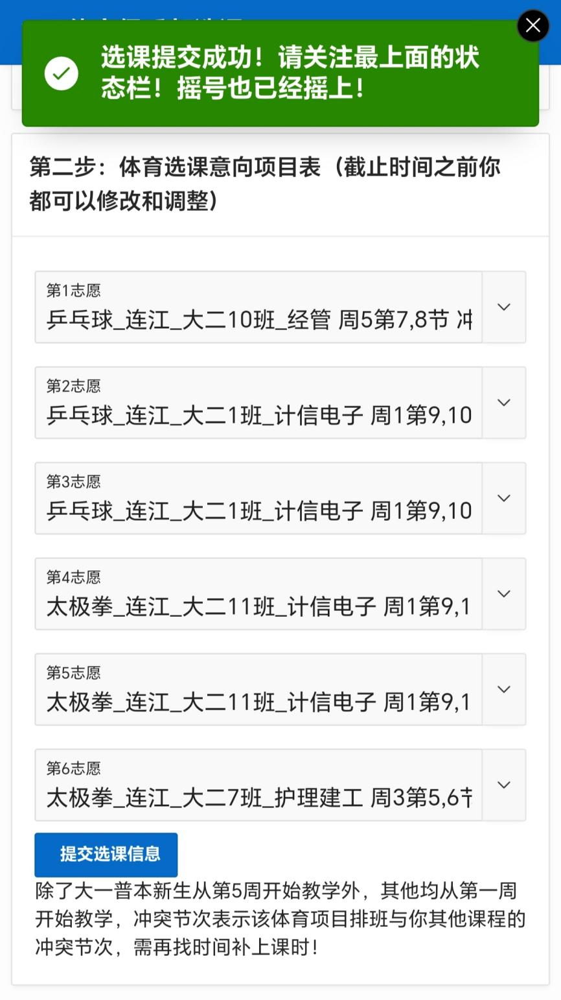 选课提交成功！请关注最上面的状
态栏！摇号也已经摇上！
第二步：体育选课意向项目表（截止时间之前你
都可以修改和调整）
第1志愿
乒乓球_连江_大二10班_经管 周5第7,8节 冲
第2志愿
乒乓球_连江_大二1班_计信电子 周1第9,10
第3志愿
乒乓球_连江_大二1班_计信电子 周1第9,10
第4志愿
太极拳_连江_大二11班_计信电子 周1第9,1
第5志愿
太极拳_连江_大二11班_计信电子 周1第9,1
第6志愿
太极拳_连江_大二7班_护理建工 周3第5,6节
提交选课信息
除了大一普本新生从第5周开始教学外，其他均从第一周
开始教学，冲突节次表示该体育项目排班与你其他课程的
冲突节次，需再找时间补上课时！